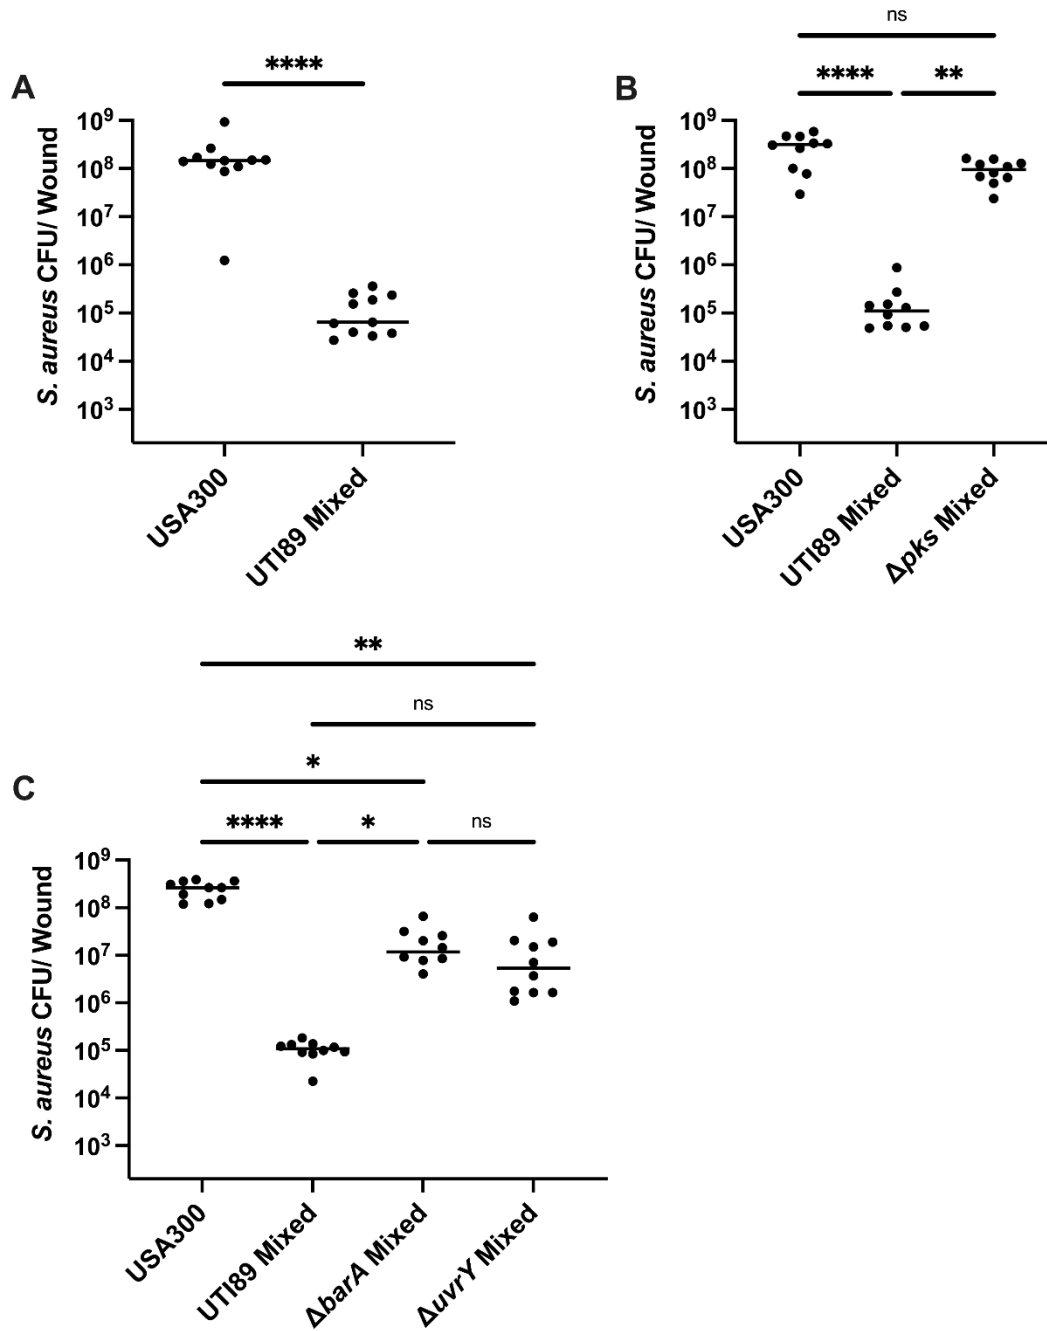 A
****
S. aureus CFU/ Wound
10⁹
10⁸
10⁷
10⁶
10⁵
10⁴
10³
USA300
UTI89 Mixed
B
ns
**** **
S. aureus CFU/ Wound
10⁹
10⁸
10⁷
10⁶
10⁵
10⁴
10³
USA300
UTI89 Mixed
Δpks Mixed
C
**
ns
*
**** * ns
S. aureus CFU/ Wound
10⁹
10⁸
10⁷
10⁶
10⁵
10⁴
10³
USA300
UTI89 Mixed
ΔbarA Mixed
ΔuvrY Mixed